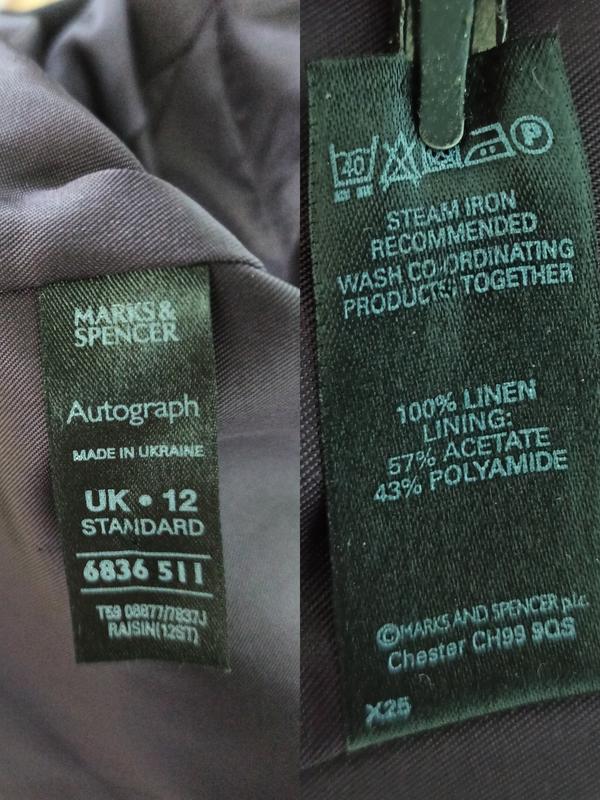 MARKS &
SPENCER
Autograph
MADE IN UKRAINE
UK • 12
STANDARD
6836 511
T59 08877/7837J
RAISIN(12ST)
40
P
STEAM IRON
RECOMMENDED
WASH CO-ORDINATING
PRODUCTS TOGETHER
100% LINEN
LINING:
57% ACETATE
43% POLYAMIDE
©MARKS AND SPENCER p.l.c.
Chester CH99 9QS
X25